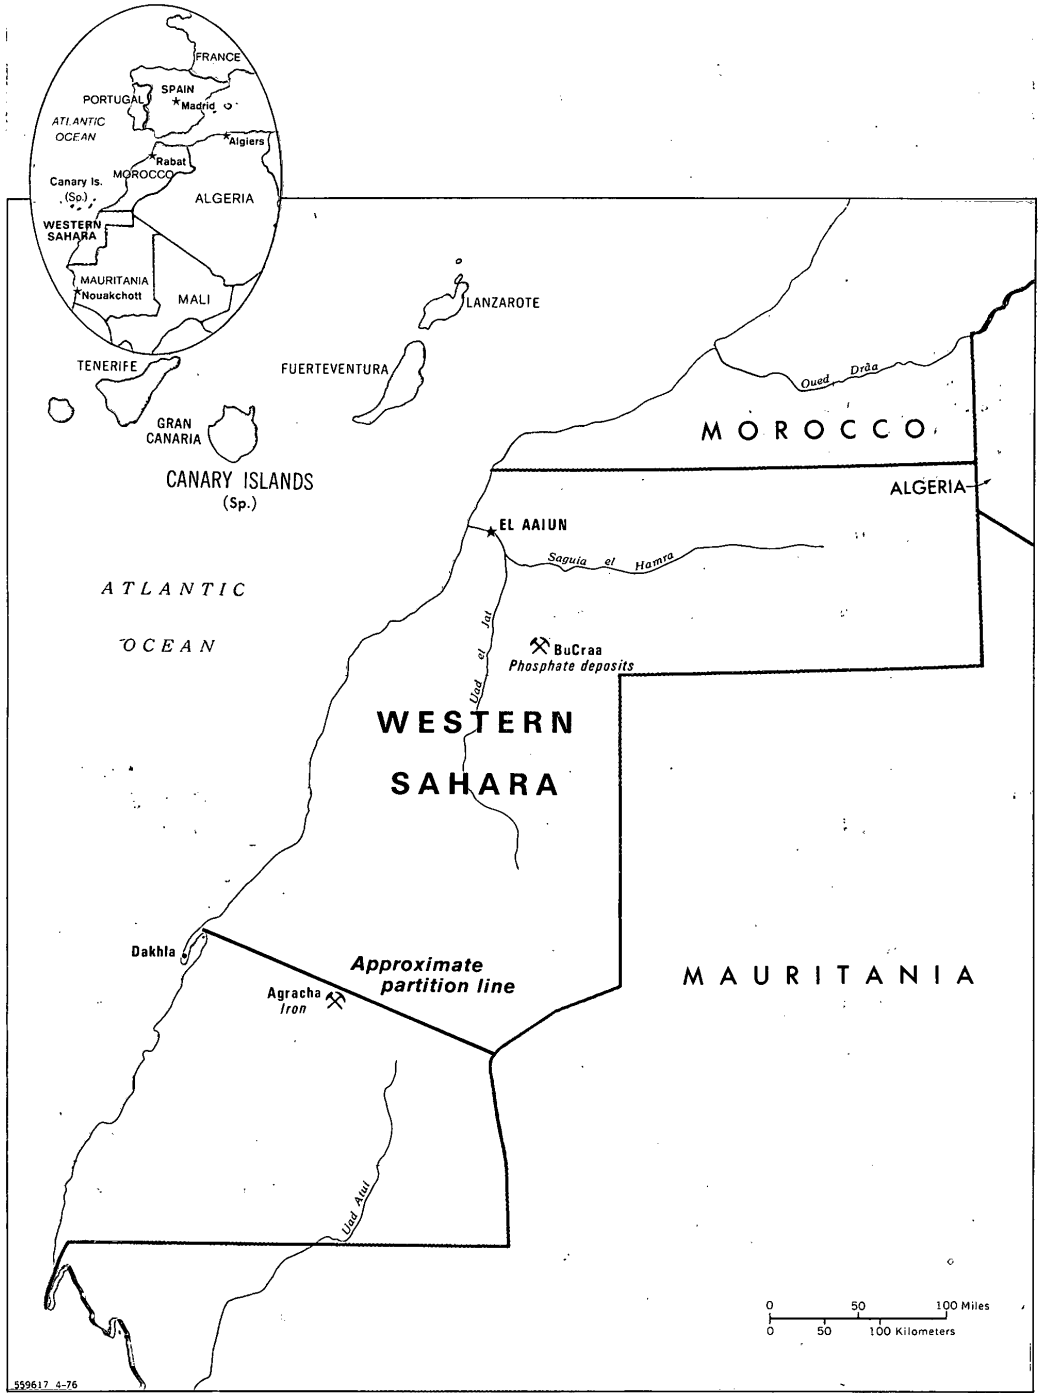 FRANCE
SPAIN
PORTUGAL
Madrid
ATLANTIC
OCEAN
Algiers
Rabat
MOROCCO
Canary Is.
(Sp.)
ALGERIA
WESTERN
SAHARA
MAURITANIA
Nouakchott
MALI
LANZAROTE
TENERIFE
FUERTEVENTURA
Oued Drâa
GRAN
CANARIA
MOROCCO
CANARY ISLANDS
(Sp.)
ALGERIA
EL AAIUN
Saguia el Hamra
ATLANTIC
OCEAN
Uad el Jat
BuCraa
Phosphate deposits
WESTERN
SAHARA
Dakhla
Approximate
partition line
MAURITANIA
Agracha
Iron
Uad Atui
0 50 100 Miles
0 50 100 Kilometers
559617 4-76